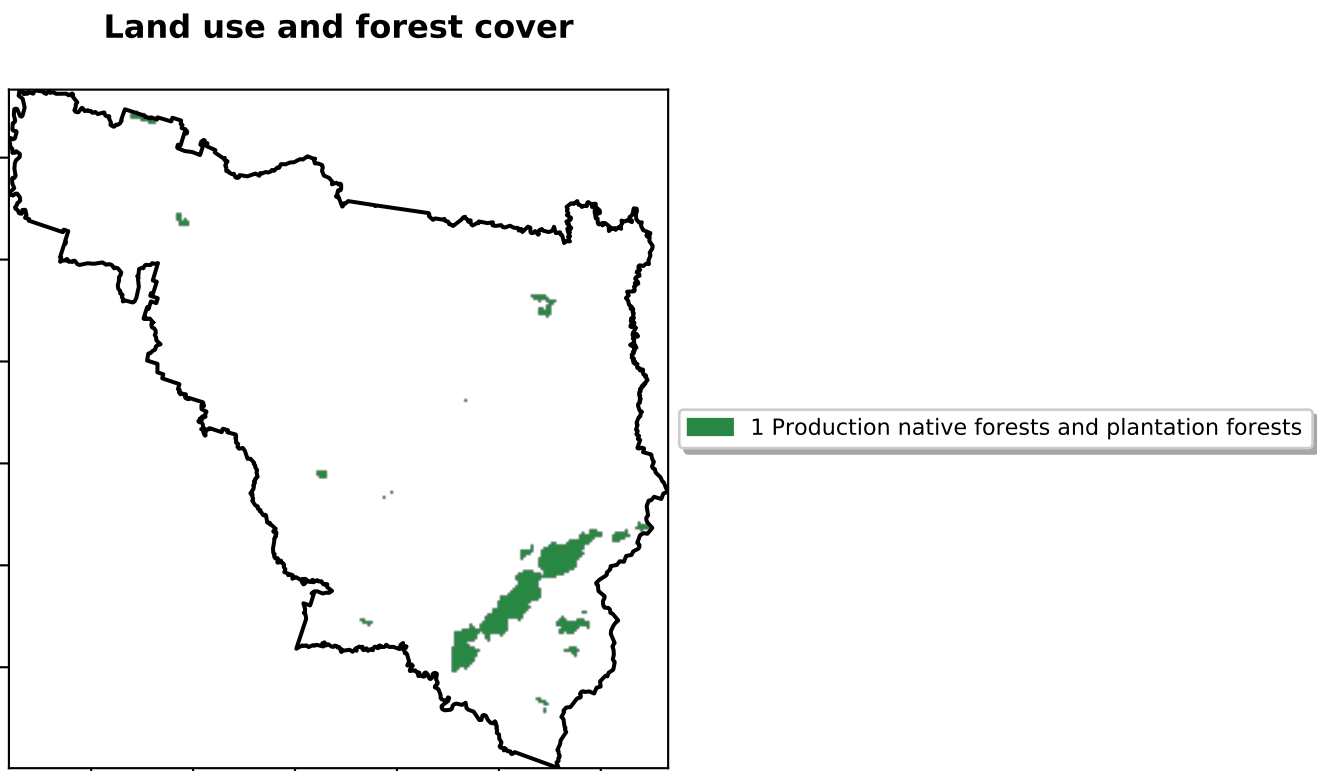 Land use and forest cover
1 Production native forests and plantation forests